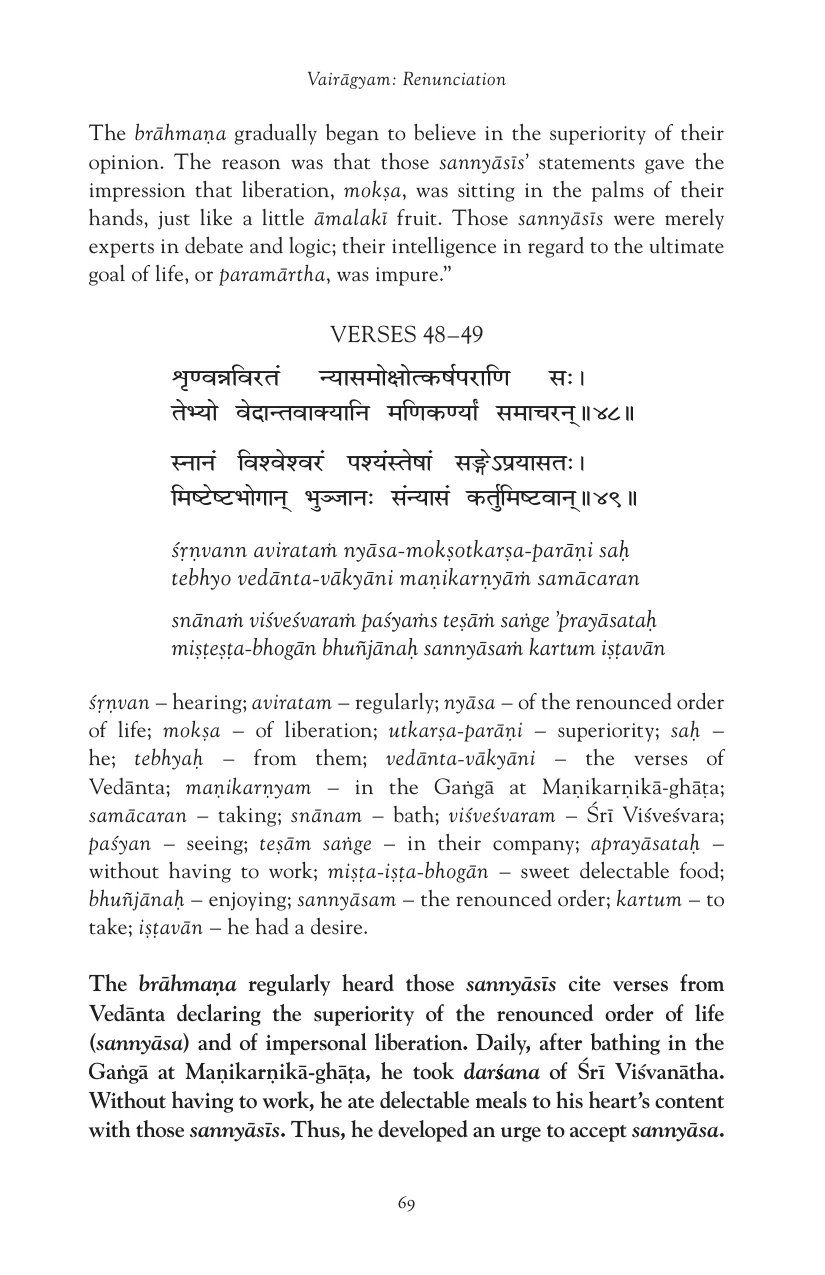 Vairāgyam: Renunciation
The brāhmaṇa gradually began to believe in the superiority of their
opinion. The reason was that those sannyāsīs’ statements gave the
impression that liberation, mokṣa, was sitting in the palms of their
hands, just like a little āmalakī fruit. Those sannyāsīs were merely
experts in debate and logic; their intelligence in regard to the ultimate
goal of life, or paramārtha, was impure.”
VERSES 48–49
शृण्वन्नविरतं न्यासमोक्षोत्कर्षपराणि सः।
तेभ्यो वेदान्तवाक्यानि मणिकर्ण्यां समाचरन्॥४८॥
स्नानं विश्वेश्वरं पश्यंस्तेषां सङ्गेऽप्रयासतः।
मिष्टेष्टभोगान् भुञ्जानः संन्यासं कर्तुमिष्टवान्॥४९॥
śṛṇvann avirataṁ nyāsa-mokṣotkarṣa-parāṇi saḥ
tebhyo vedānta-vākyāni maṇikarṇyāṁ samācaran
snānaṁ viśveśvaraṁ paśyaṁs teṣāṁ saṅge ’prayāsataḥ
miṣṭeṣṭa-bhogān bhuñjānaḥ sannyāsaṁ kartum iṣṭavān
śṛṇvan – hearing; aviratam – regularly; nyāsa – of the renounced order
of life; mokṣa – of liberation; utkarṣa-parāṇi – superiority; saḥ –
he; tebhyaḥ – from them; vedānta-vākyāni – the verses of
Vedānta; maṇikarṇyam – in the Gaṅgā at Maṇikarṇikā-ghāṭa;
samācaran – taking; snānam – bath; viśveśvaram – Śrī Viśveśvara;
paśyan – seeing; teṣām saṅge – in their company; aprayāsataḥ –
without having to work; miṣṭa-iṣṭa-bhogān – sweet delectable food;
bhuñjānaḥ – enjoying; sannyāsam – the renounced order; kartum – to
take; iṣṭavān – he had a desire.
The brāhmaṇa regularly heard those sannyāsīs cite verses from
Vedānta declaring the superiority of the renounced order of life
(sannyāsa) and of impersonal liberation. Daily, after bathing in the
Gaṅgā at Maṇikarṇikā-ghāṭa, he took darśana of Śrī Viśvanātha.
Without having to work, he ate delectable meals to his heart’s content
with those sannyāsīs. Thus, he developed an urge to accept sannyāsa.
69